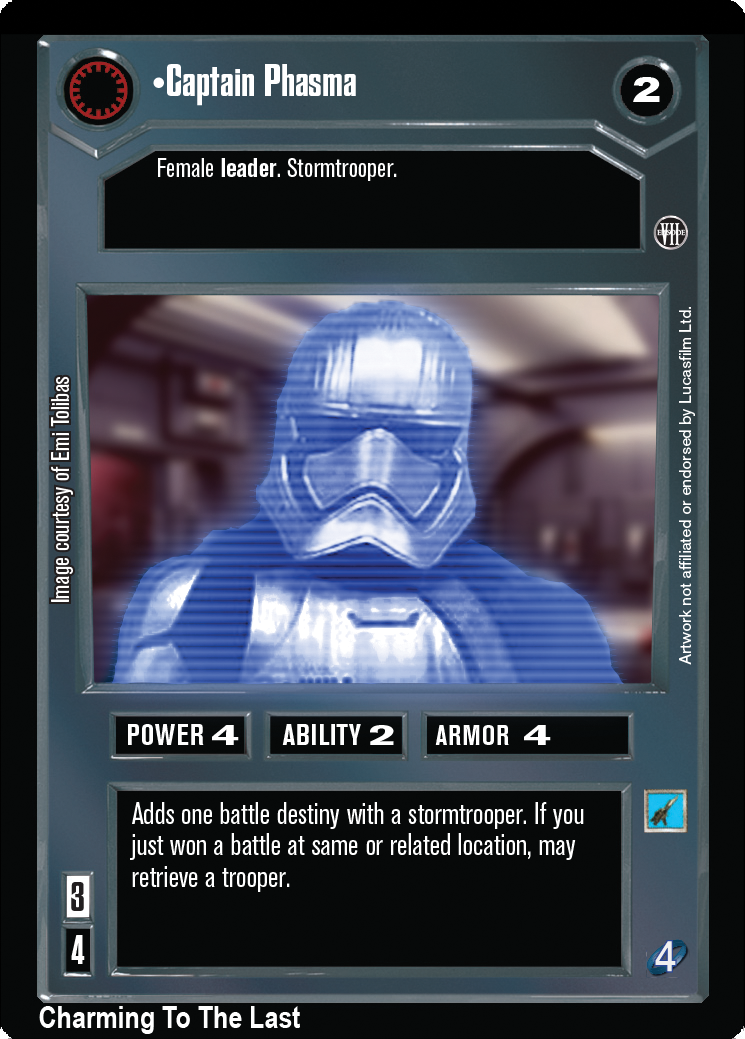 •Captain Phasma
2
Female leader. Stormtrooper.
EPISODE
VII
Image courtesy of Emi Tolibas
Artwork not affiliated or endorsed by Lucasfilm Ltd.
POWER 4
ABILITY 2
ARMOR 4
Adds one battle destiny with a stormtrooper. If you
just won a battle at same or related location, may
retrieve a trooper.
3
4
4
Charming To The Last